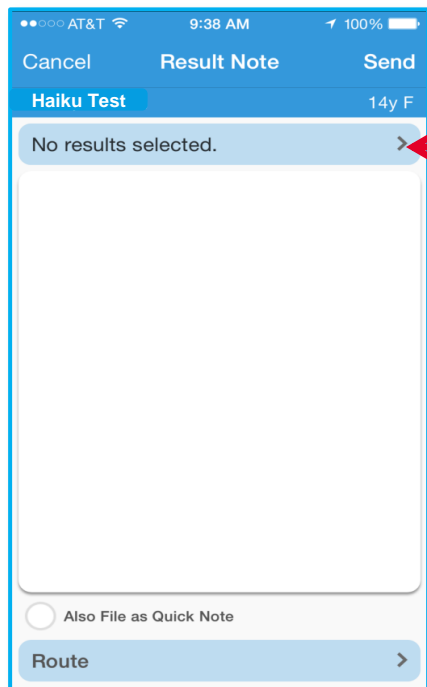 AT&T 9:38 AM 100%
Cancel Result Note Send
Haiku Test 14y F
No results selected.
Also File as Quick Note
Route